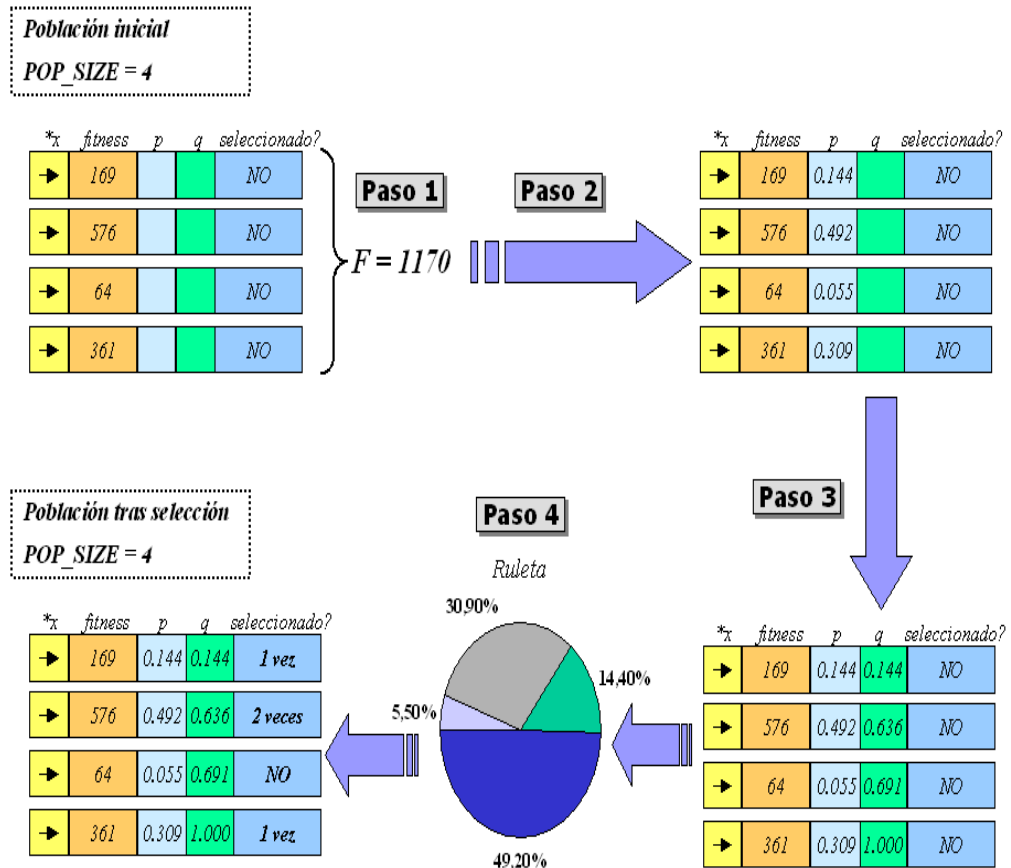 Población inicial
POP_SIZE = 4
*x fitness p q seleccionado?
169 NO
576 NO
64 NO
361 NO
Paso 1
F = 1170
Paso 2
*x fitness p q seleccionado?
169 0.144 NO
576 0.492 NO
64 0.055 NO
361 0.309 NO
Paso 3
*x fitness p q seleccionado?
169 0.144 0.144 NO
576 0.492 0.636 NO
64 0.055 0.691 NO
361 0.309 1.000 NO
Paso 4
Ruleta
30,90%
14,40%
5,50%
49,20%
Población tras selección
POP_SIZE = 4
*x fitness p q seleccionado?
169 0.144 0.144 1 vez
576 0.492 0.636 2 veces
64 0.055 0.691 NO
361 0.309 1.000 1 vez